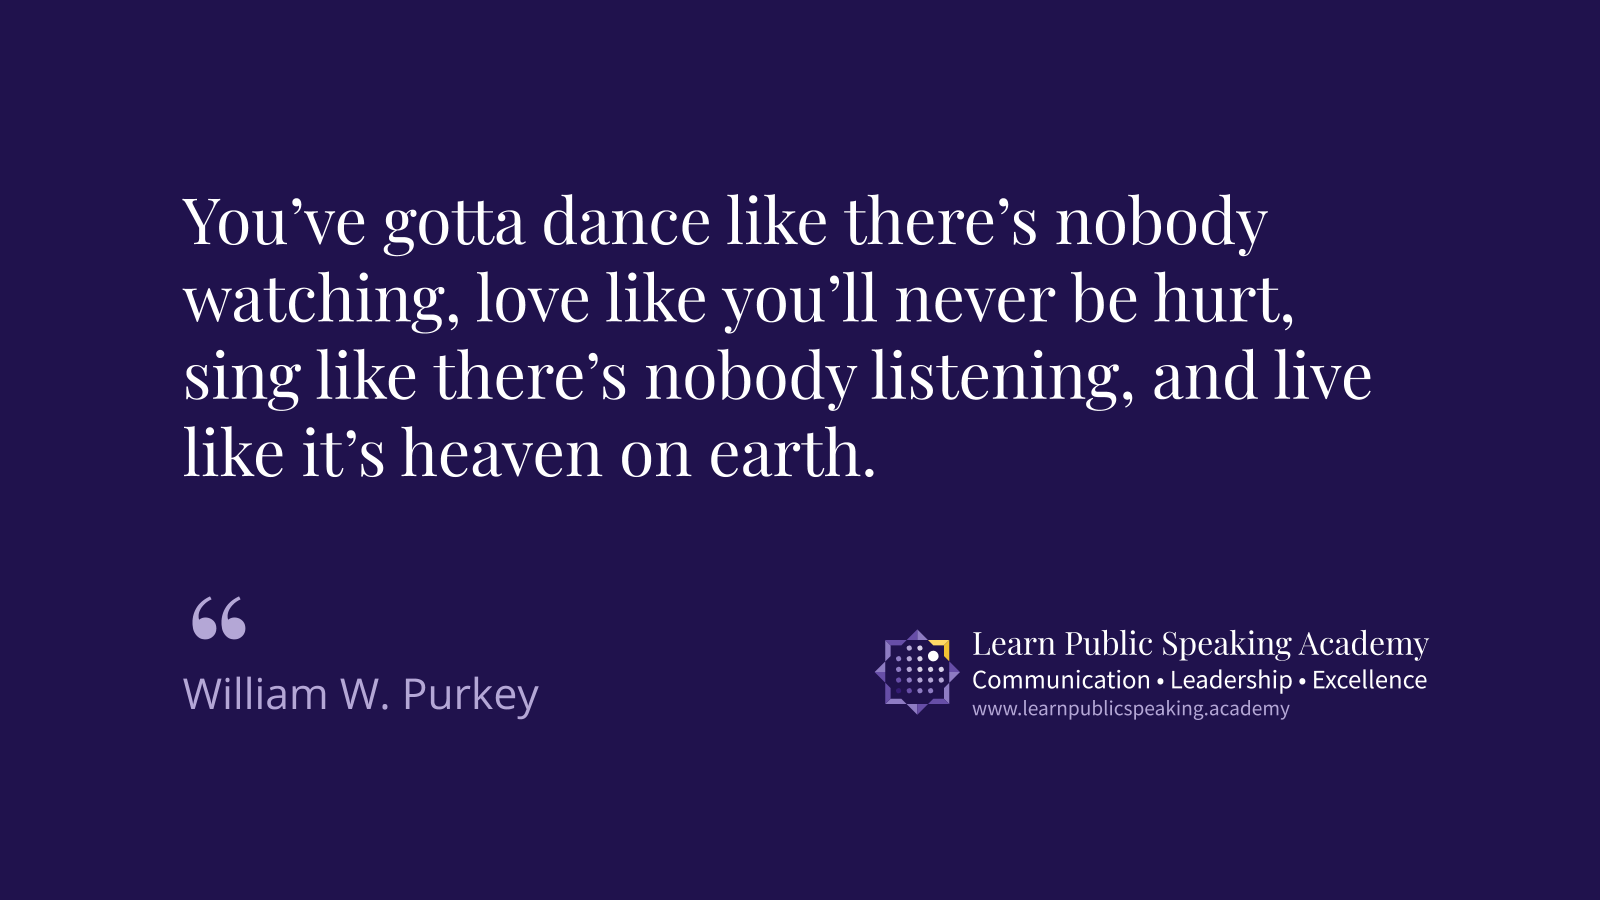 You’ve gotta dance like there’s nobody
watching, love like you’ll never be hurt,
sing like there’s nobody listening, and live
like it’s heaven on earth.
“
William W. Purkey
Learn Public Speaking Academy
Communication • Leadership • Excellence
www.learnpublicspeaking.academy